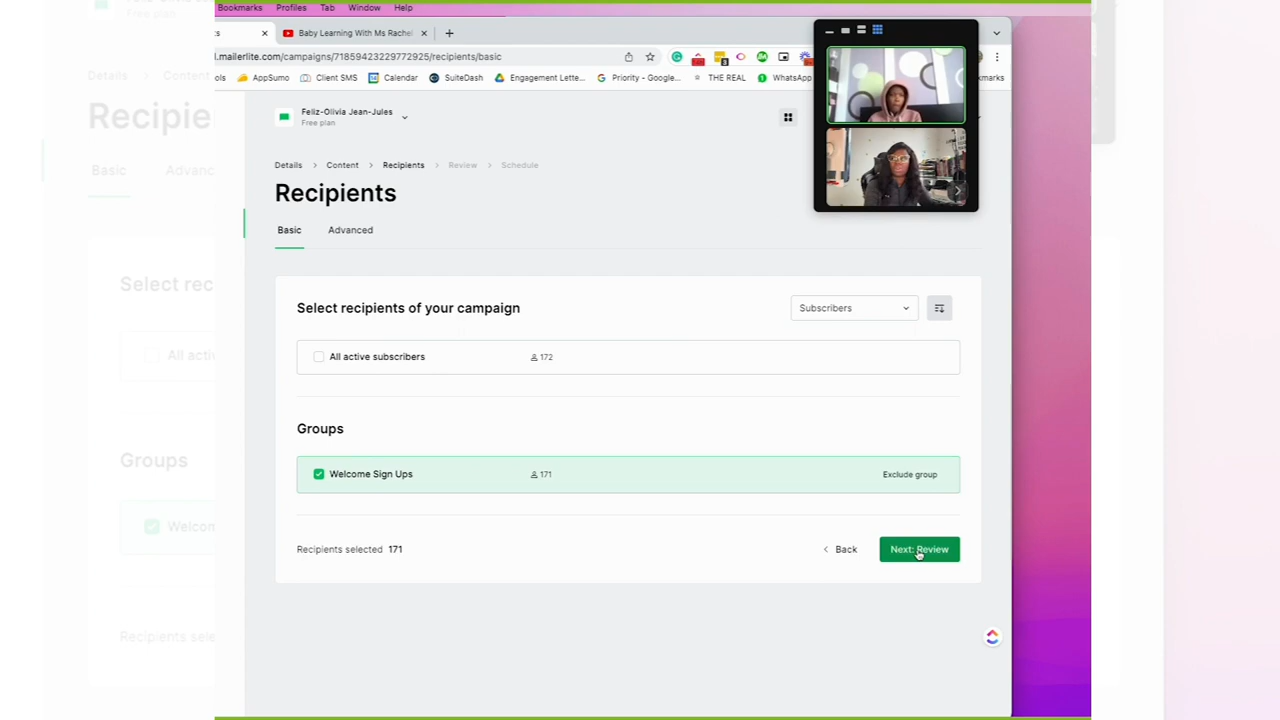 Bookmarks Profiles Tab Window Help
Baby Learning With Ms Rachel
.mailerlite.com/campaigns/71859423229772925/recipients/basic
AppSumo Client SMS Calendar SuiteDash Engagement Lette... Priority - Google... THE REAL WhatsApp
Feliz-Olivia Jean-Jules
Free plan
Details > Content > Recipients > Review > Schedule
Recipients
Basic Advanced
Select recipients of your campaign Subscribers
All active subscribers 172
Groups
Welcome Sign Ups 171 Exclude group
Recipients selected 171 < Back Next: Review